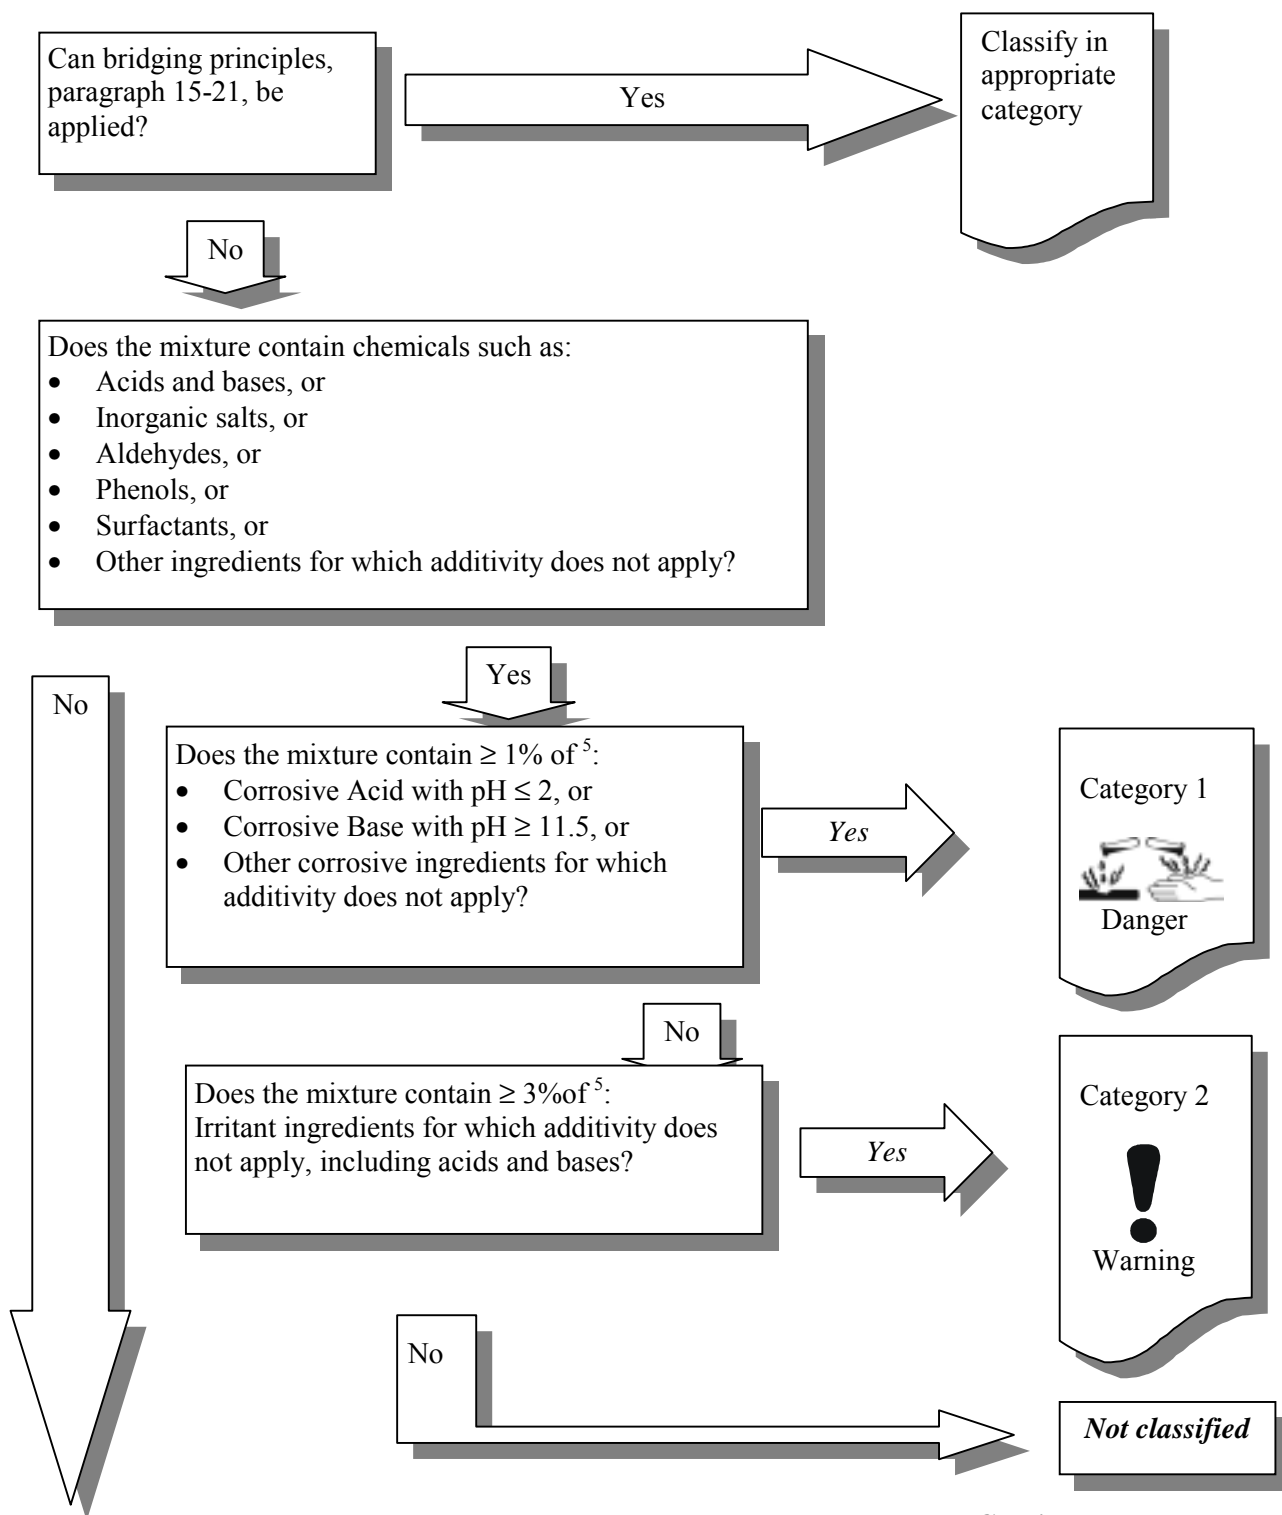 Can bridging principles,
paragraph 15-21, be
applied?
Yes
Classify in
appropriate
category
No
Does the mixture contain chemicals such as:
• Acids and bases, or
• Inorganic salts, or
• Aldehydes, or
• Phenols, or
• Surfactants, or
• Other ingredients for which additivity does not apply?
No
Yes
Does the mixture contain ≥ 1% of 5:
• Corrosive Acid with pH ≤ 2, or
• Corrosive Base with pH ≥ 11.5, or
• Other corrosive ingredients for which
additivity does not apply?
Yes
Category 1
Danger
No
Does the mixture contain ≥ 3%of 5:
Irritant ingredients for which additivity does
not apply, including acids and bases?
Yes
Category 2
Warning
No
Not classified